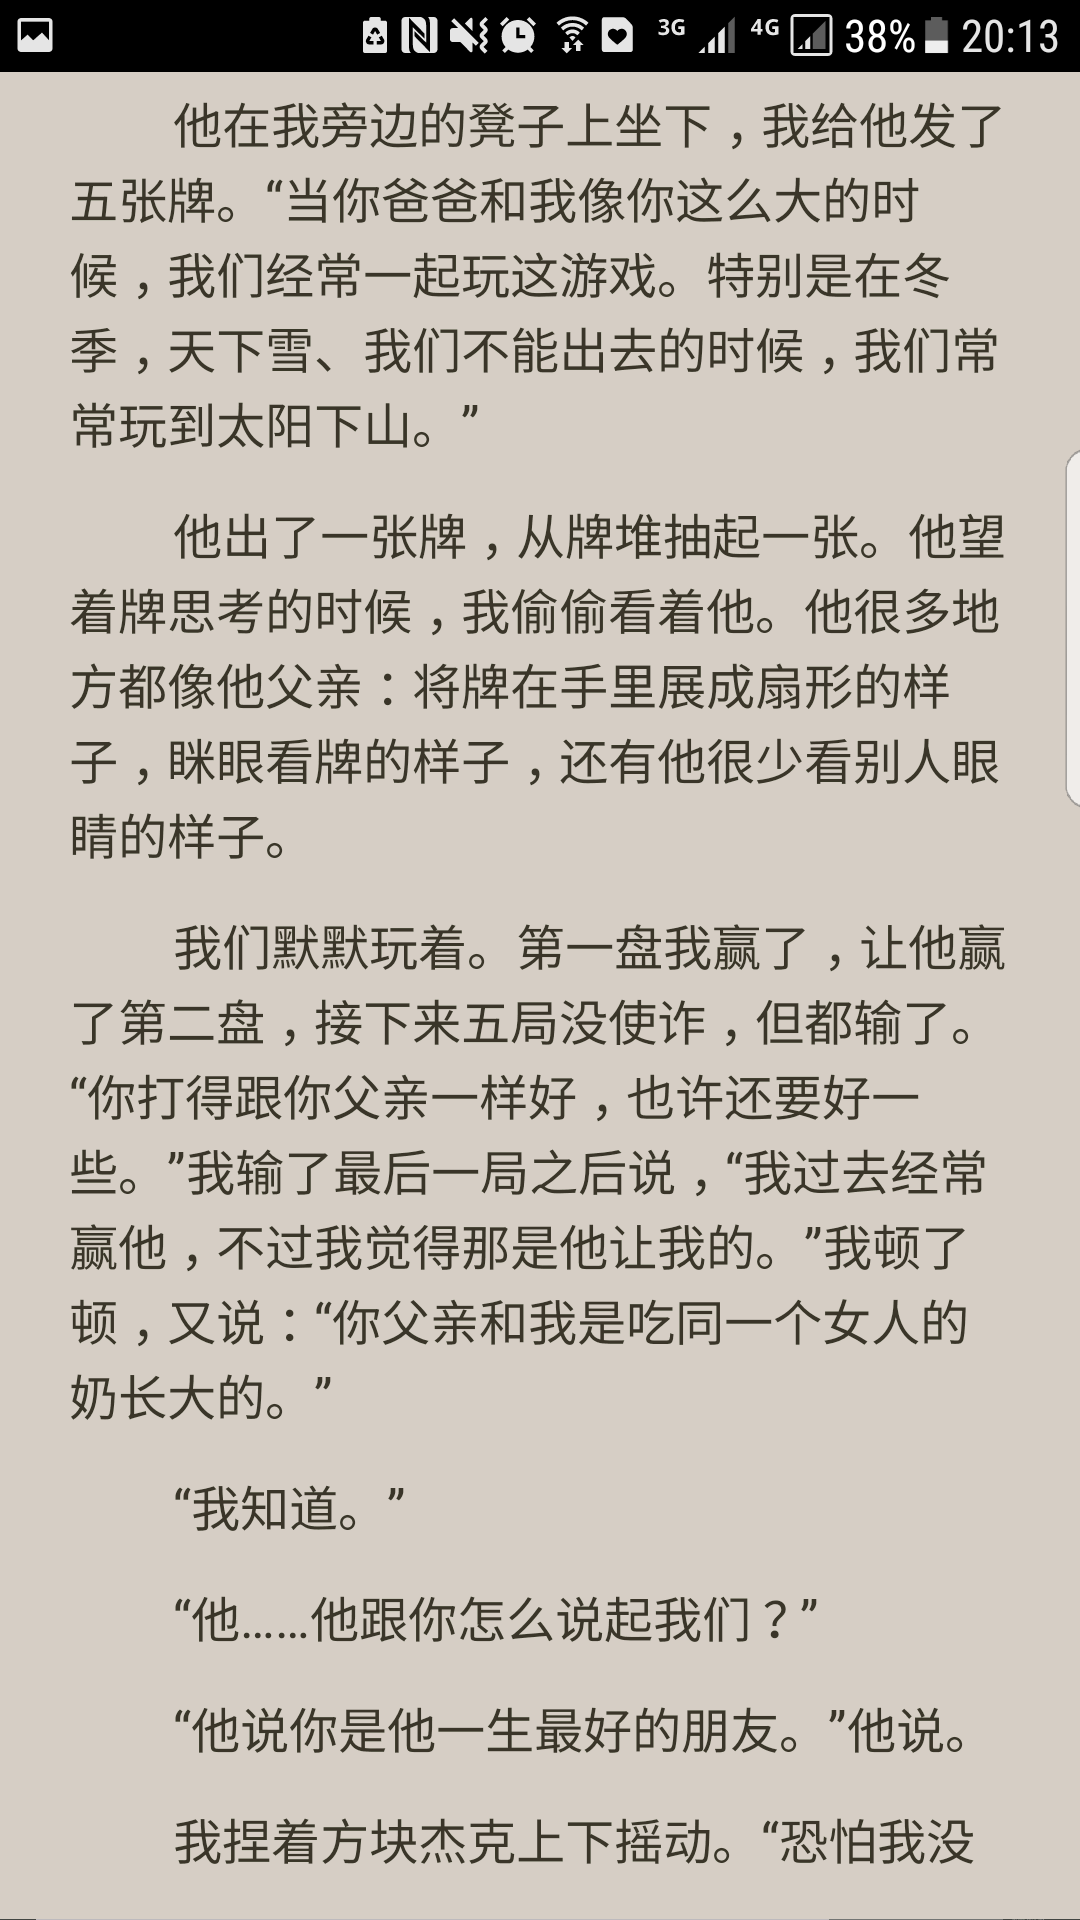 3G 4G 38% 20:13
他在我旁边的凳子上坐下，我给他发了
五张牌。“当你爸爸和我像你这么大的时
候，我们经常一起玩这游戏。特别是在冬
季，天下雪、我们不能出去的时候，我们常
常玩到太阳下山。”
他出了一张牌，从牌堆抽起一张。他望
着牌思考的时候，我偷偷看着他。他很多地
方都像他父亲：将牌在手里展成扇形的样
子，眯眼看牌的样子，还有他很少看别人眼
睛的样子。
我们默默玩着。第一盘我赢了，让他赢
了第二盘，接下来五局没使诈，但都输了。
“你打得跟你父亲一样好，也许还要好一
些。”我输了最后一局之后说，“我过去经常
赢他，不过我觉得那是他让我的。”我顿了
顿，又说：“你父亲和我是吃同一个女人的
奶长大的。”
“我知道。”
“他……他跟你怎么说起我们？”
“他说你是他一生最好的朋友。”他说。
我捏着方块杰克上下摇动。“恐怕我没